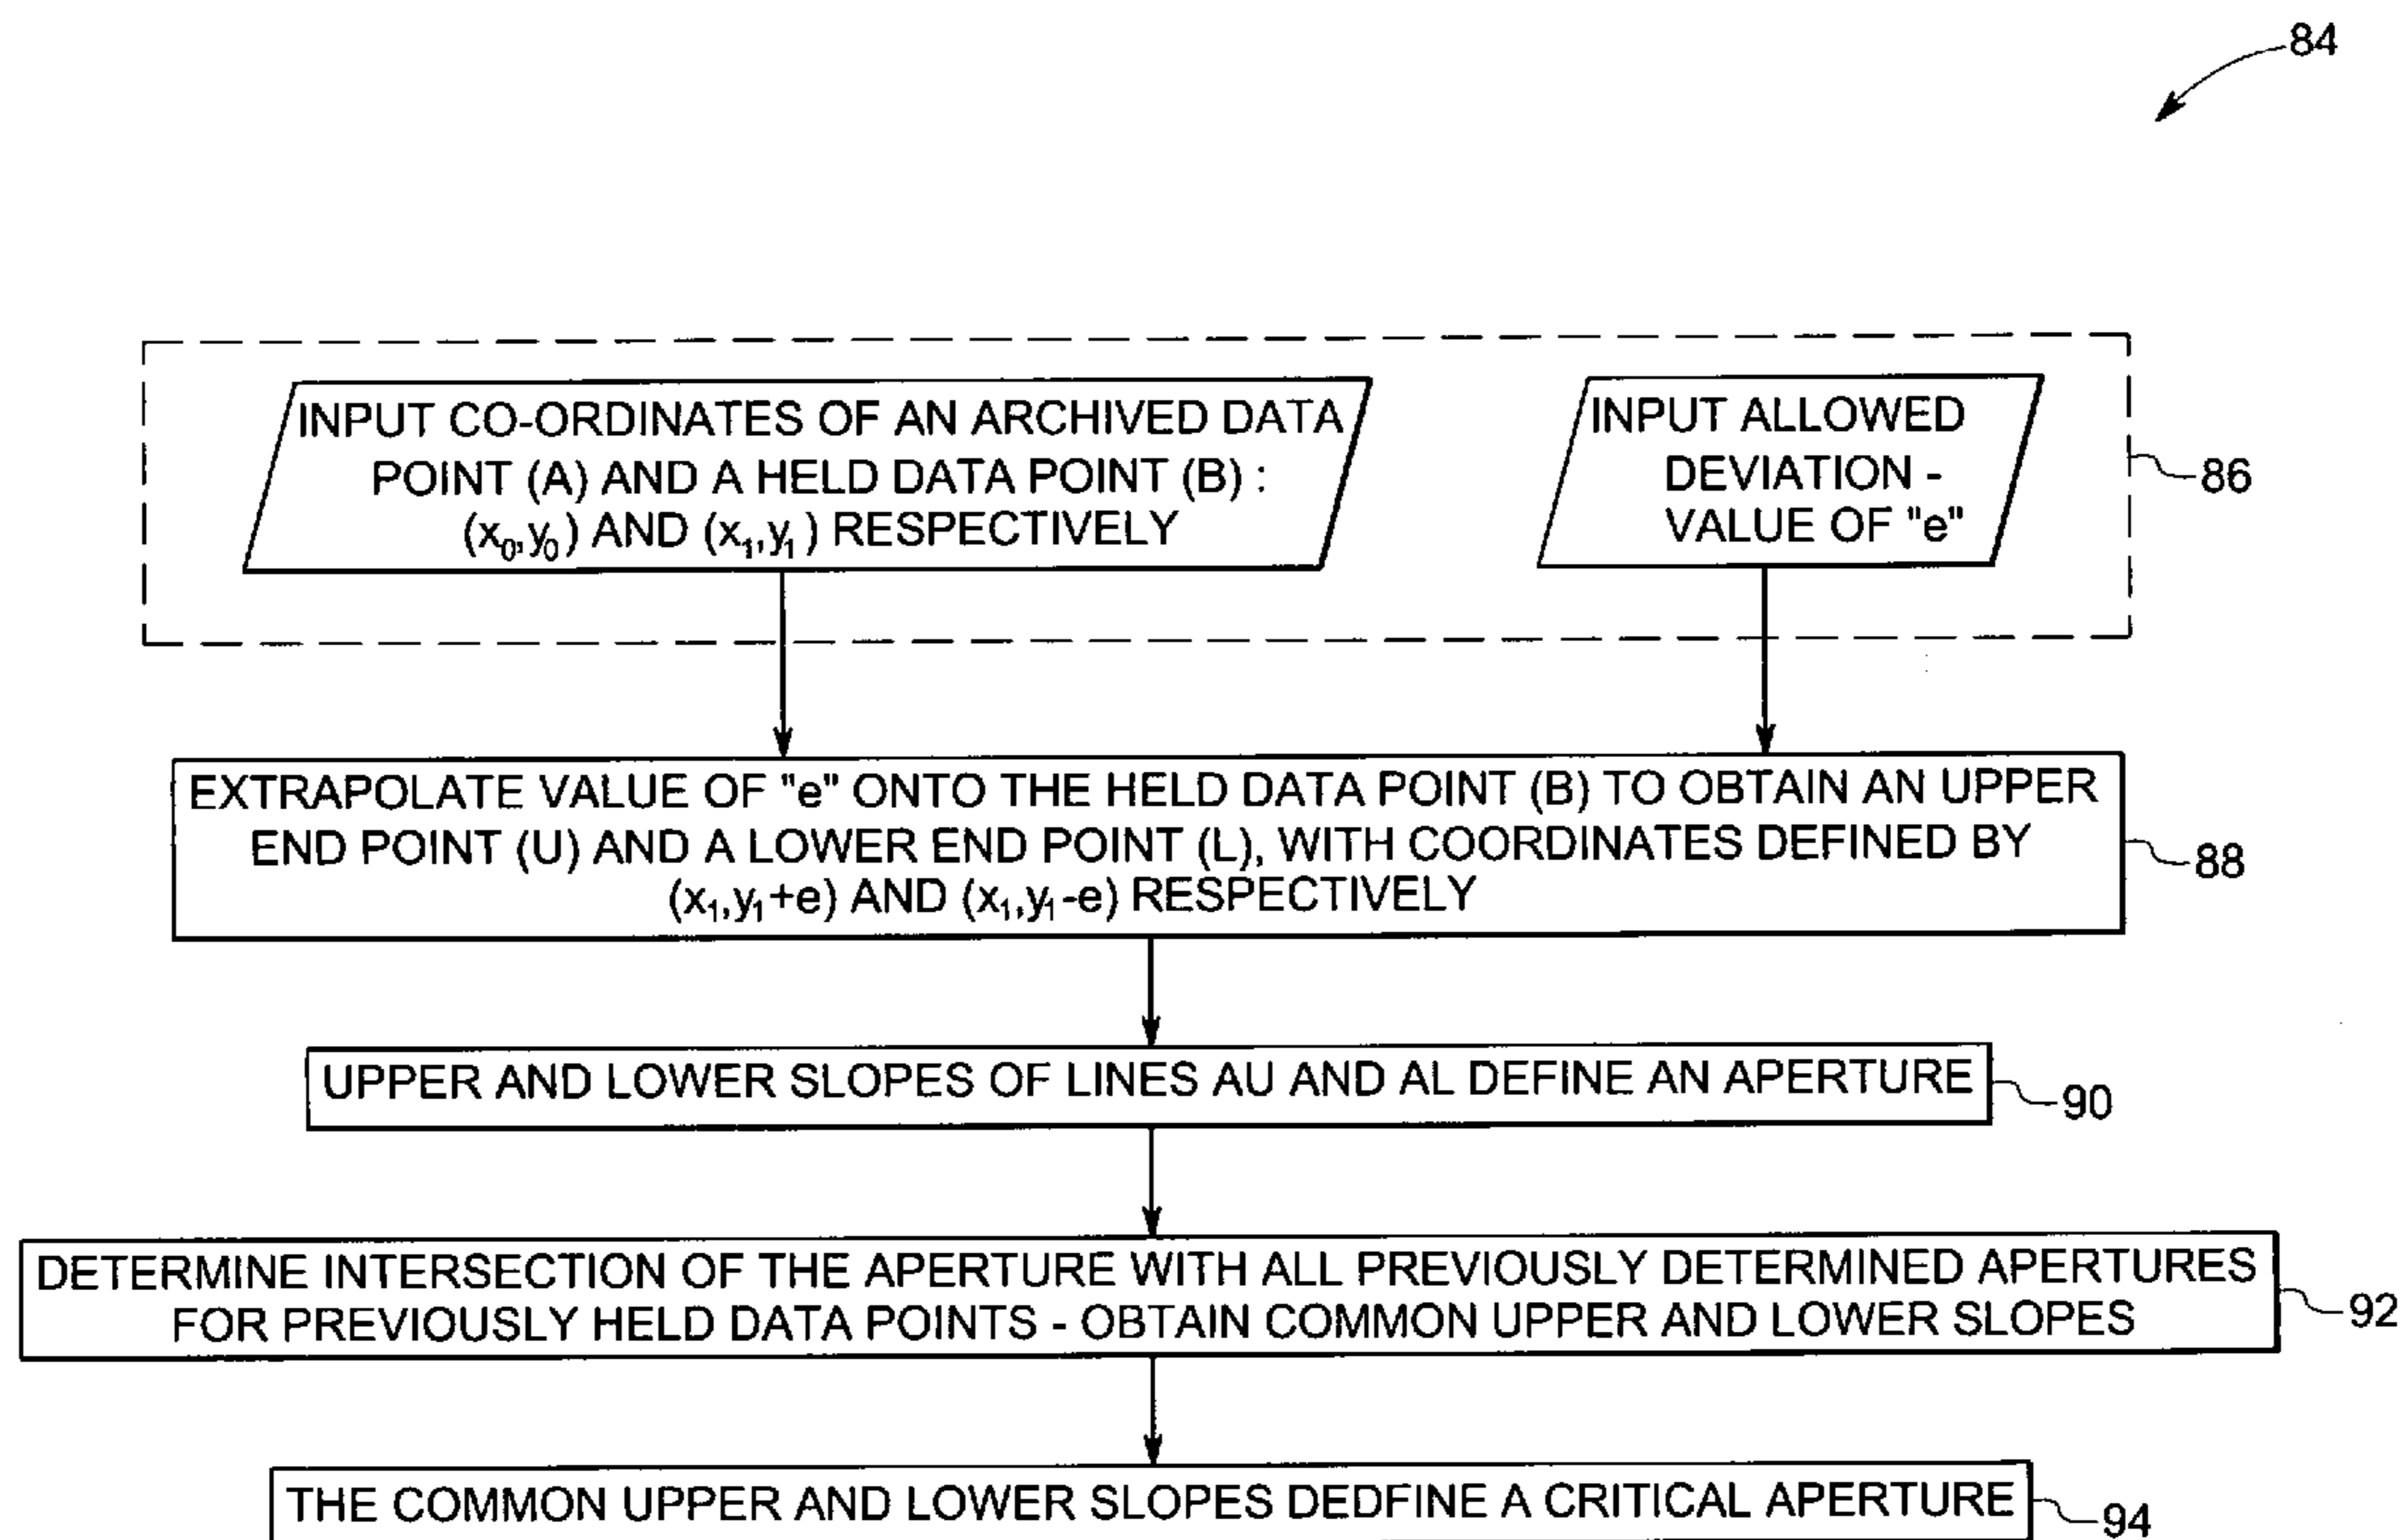 84
INPUT CO-ORDINATES OF AN ARCHIVED DATA
POINT (A) AND A HELD DATA POINT (B) :
(x₀,y₀) AND (x₁,y₁) RESPECTIVELY
INPUT ALLOWED
DEVIATION -
VALUE OF "e"
86
EXTRAPOLATE VALUE OF "e" ONTO THE HELD DATA POINT (B) TO OBTAIN AN UPPER
END POINT (U) AND A LOWER END POINT (L), WITH COORDINATES DEFINED BY
(x₁,y₁+e) AND (x₁,y₁-e) RESPECTIVELY
88
UPPER AND LOWER SLOPES OF LINES AU AND AL DEFINE AN APERTURE
90
DETERMINE INTERSECTION OF THE APERTURE WITH ALL PREVIOUSLY DETERMINED APERTURES
FOR PREVIOUSLY HELD DATA POINTS - OBTAIN COMMON UPPER AND LOWER SLOPES
92
THE COMMON UPPER AND LOWER SLOPES DEDFINE A CRITICAL APERTURE
94